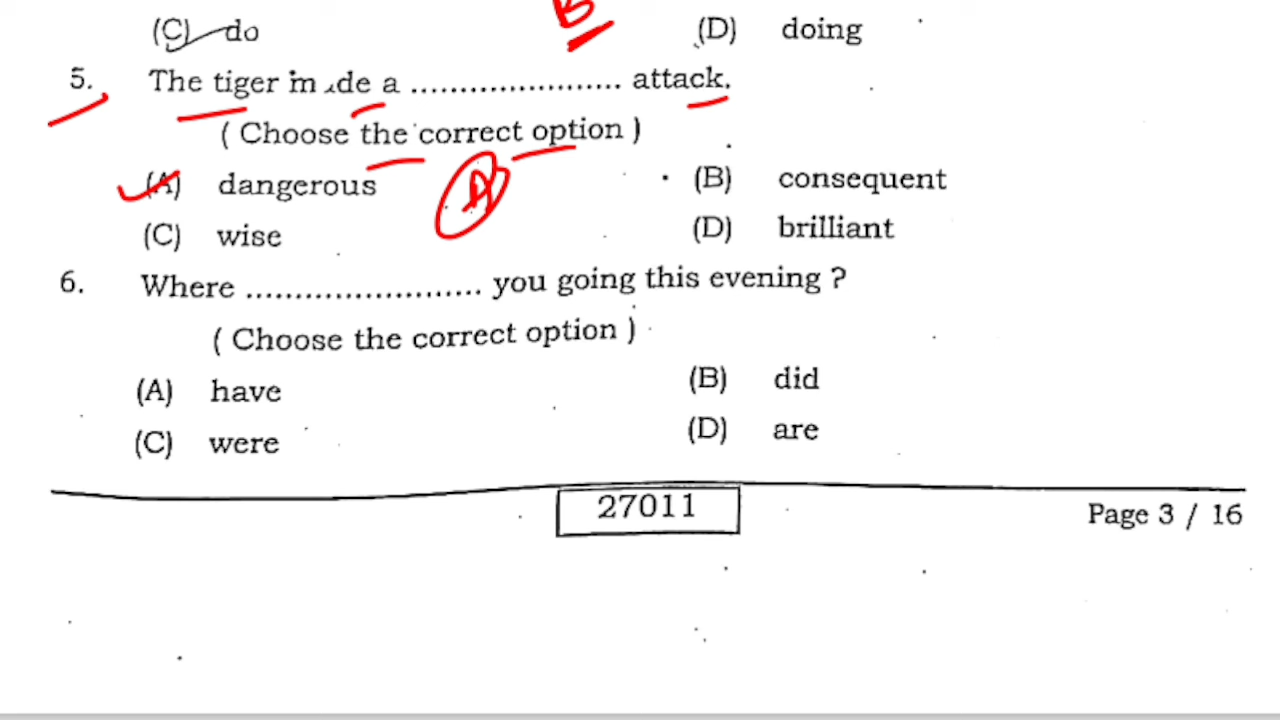 (C) do (D) doing
B
5. The tiger made a ...................... attack.
( Choose the correct option )
(A) dangerous A (B) consequent
(C) wise (D) brilliant
6. Where ........................ you going this evening ?
( Choose the correct option )
(A) have (B) did
(C) were (D) are
27011
Page 3 / 16